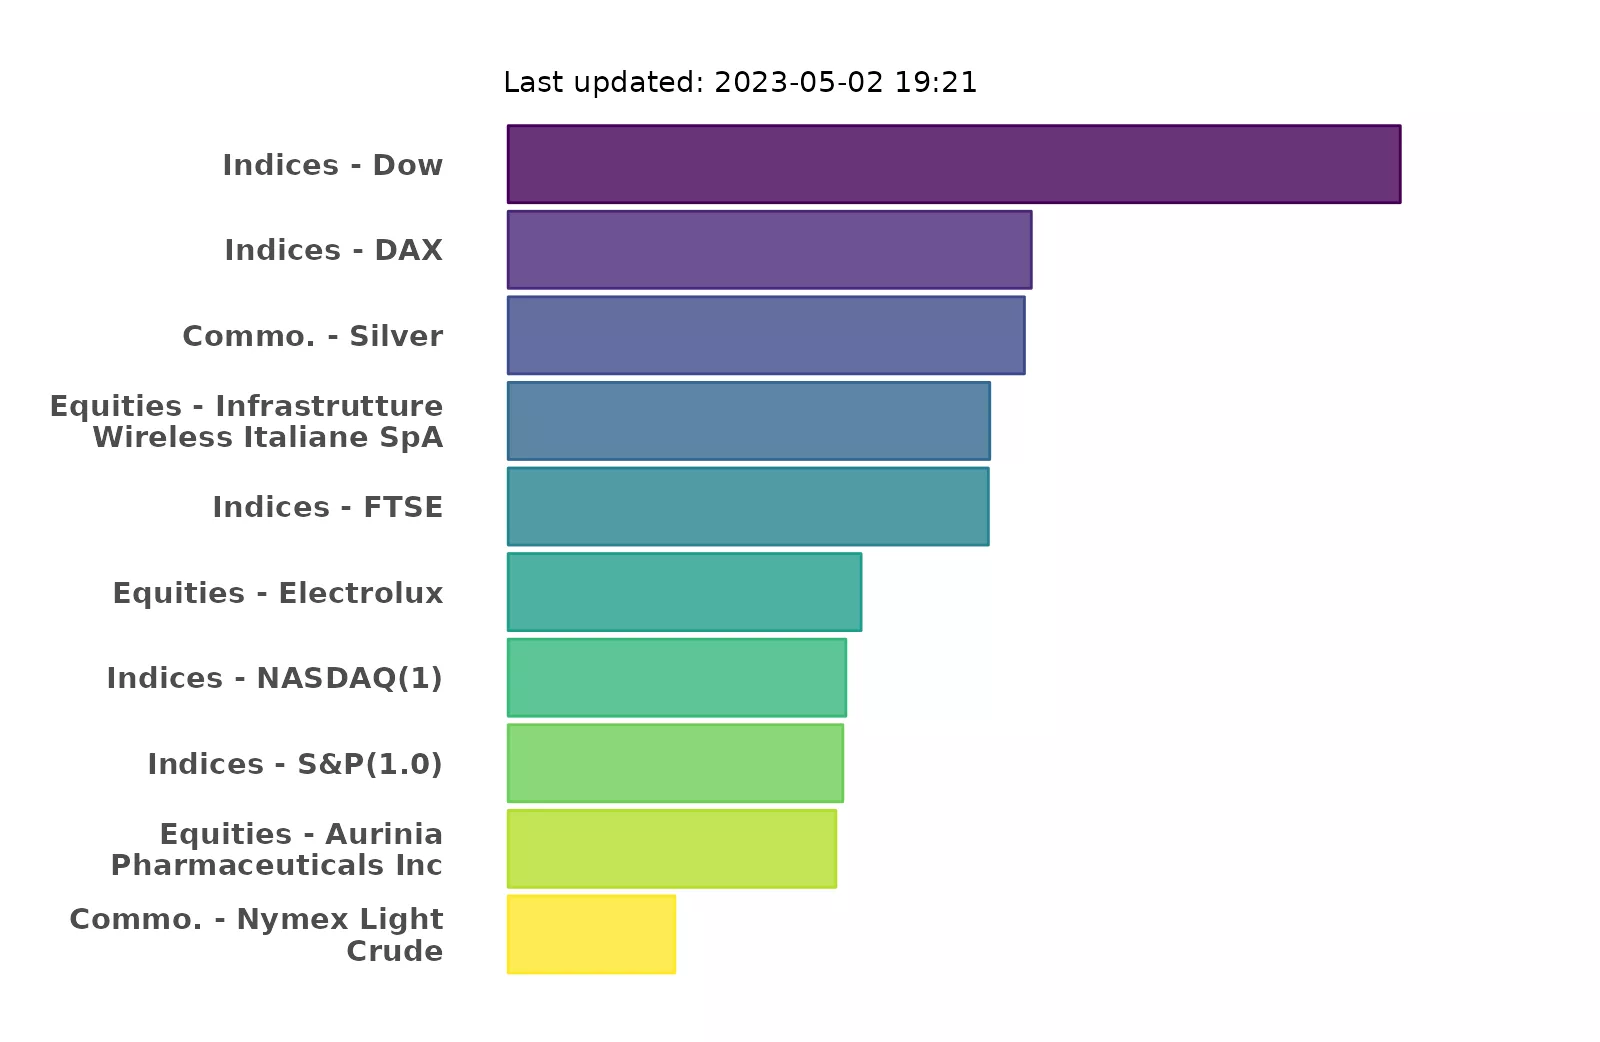 Last updated: 2023-05-02 19:21
Indices - Dow
Indices - DAX
Commo. - Silver
Equities - Infrastrutture
Wireless Italiane SpA
Indices - FTSE
Equities - Electrolux
Indices - NASDAQ(1)
Indices - S&P(1.0)
Equities - Aurinia
Pharmaceuticals Inc
Commo. - Nymex Light
Crude